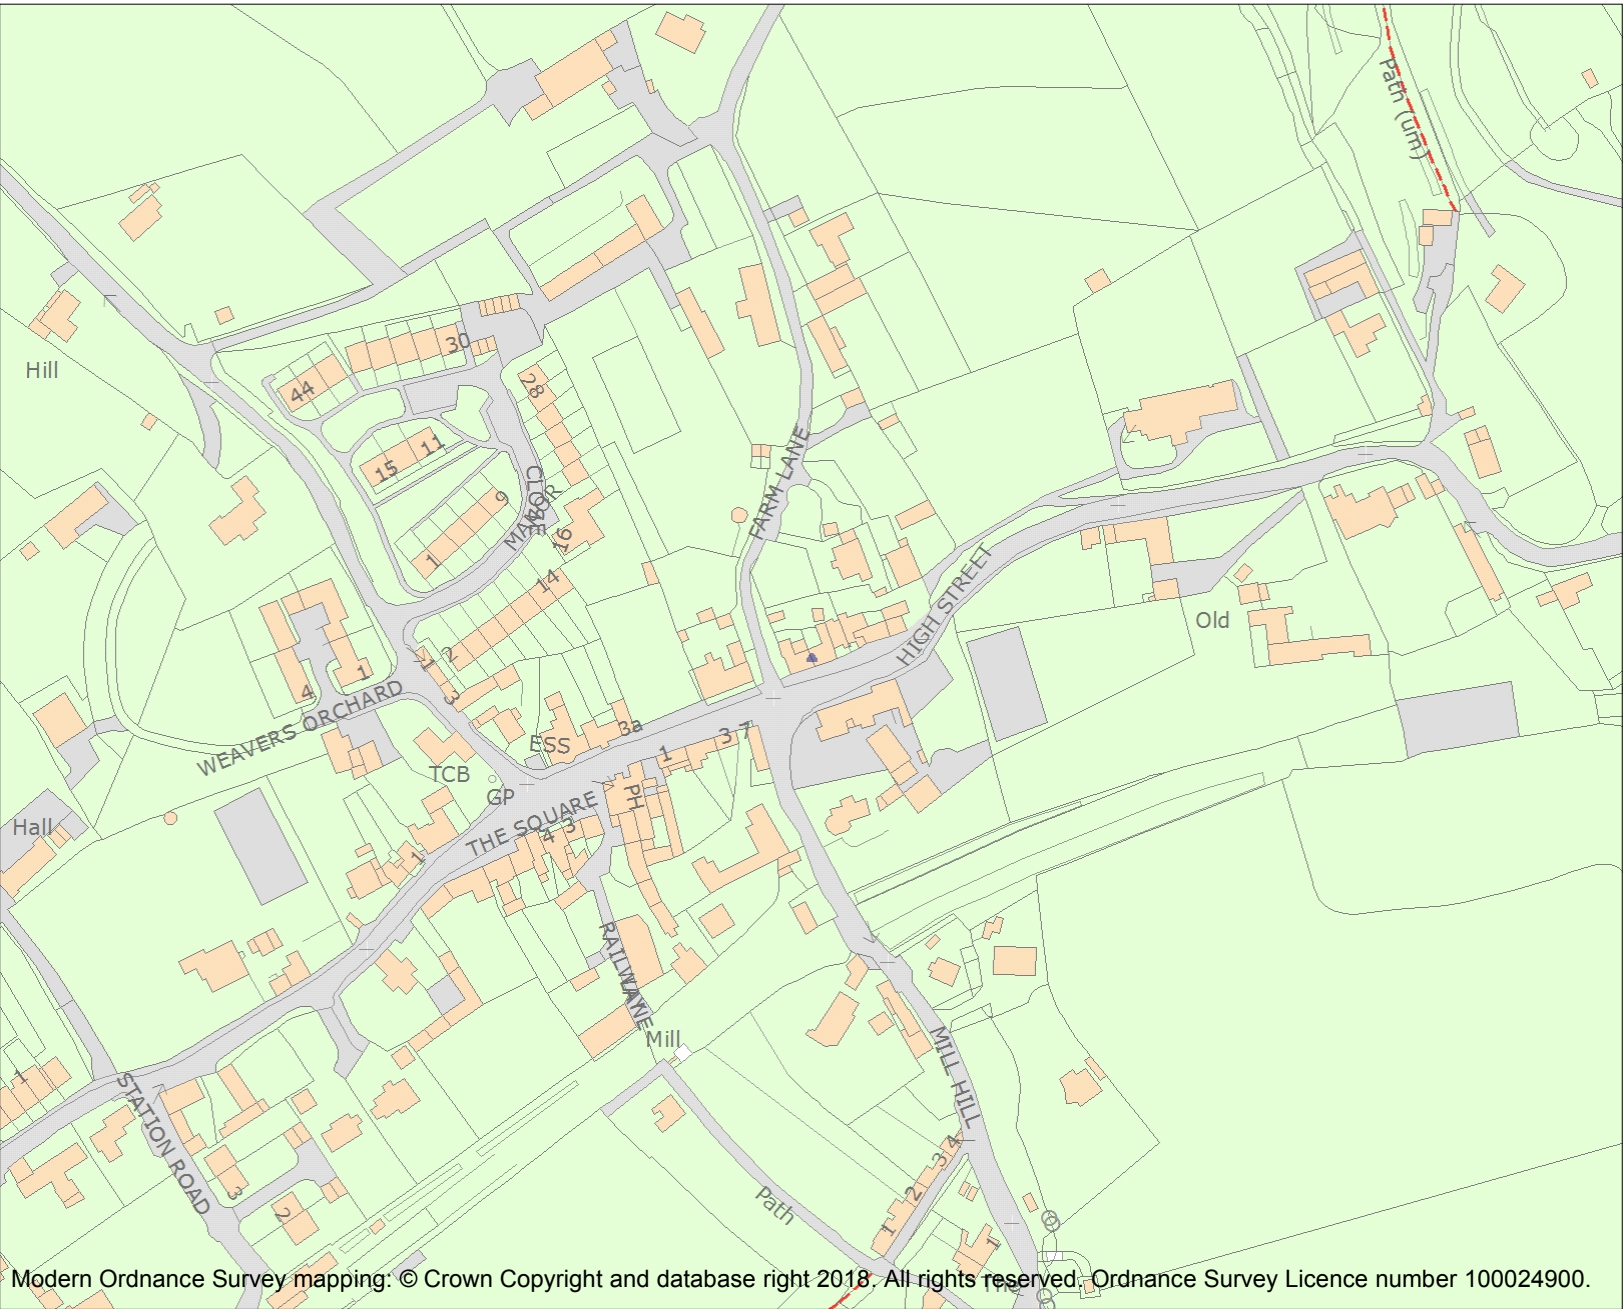 Path (um)
Hill
30
44
28
15
11
9
1
MANOR CLOSE
16
14
FARM LANE
HIGH STREET
Old
1
2
3
4
1
WEAVERS ORCHARD
ESS
3a
1
3
7
TCB
GP
PH
THE SQUARE
4
3
1
Hall
RAILWAY LANE
Mill
MILL HILL
1
STATION ROAD
3
2
Path
4
3
2
1
1
The
Modern Ordnance Survey mapping: © Crown Copyright and database right 2018. All rights reserved. Ordnance Survey Licence number 100024900.